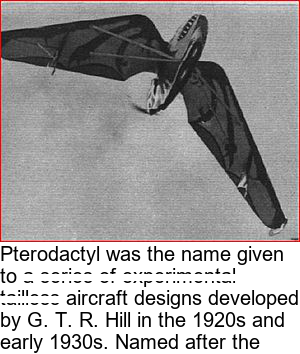 Pterodactyl was the name given
to a series of experimental
tailless aircraft designs developed
by G. T. R. Hill in the 1920s and
early 1930s. Named after the